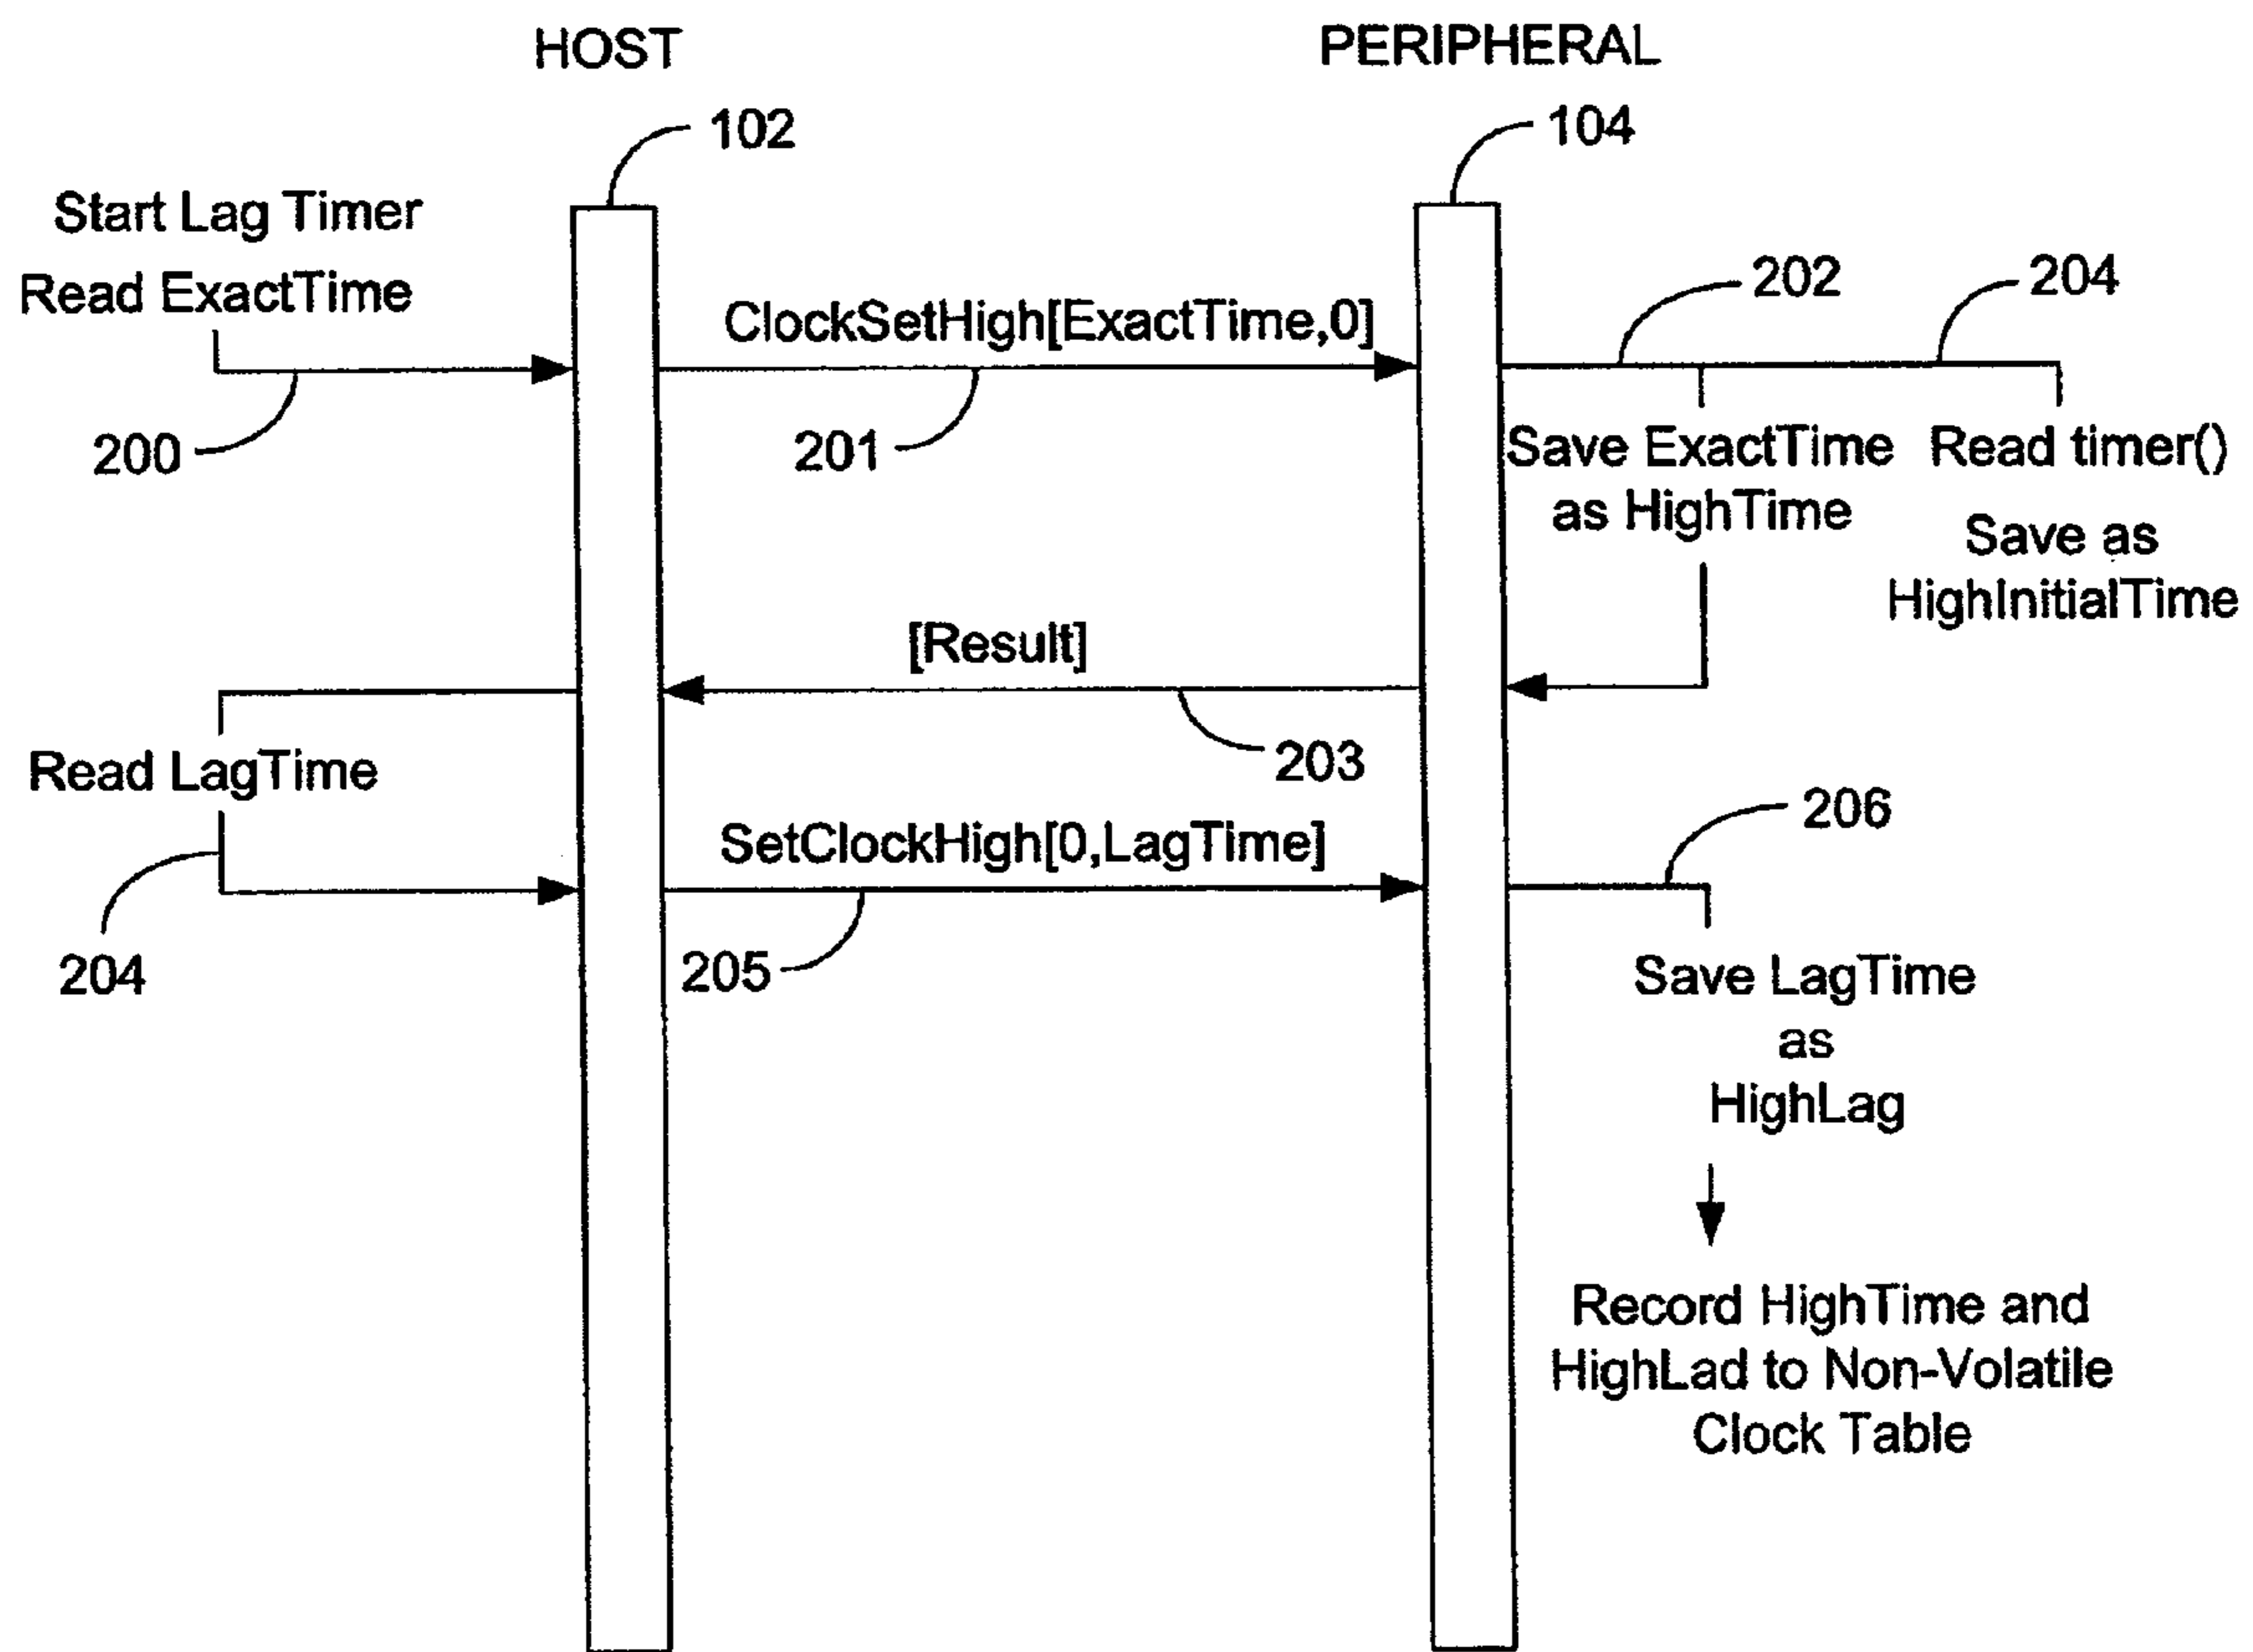 HOST
PERIPHERAL
102
104
Start Lag Timer
Read ExactTime
202
204
ClockSetHigh[ExactTime,0]
200
201
Save ExactTime
as HighTime
Read timer()
Save as
HighInitialTime
[Result]
203
Read LagTime
206
SetClockHigh[0,LagTime]
204
205
Save LagTime
as
HighLag
Record HighTime and
HighLad to Non-Volatile
Clock Table